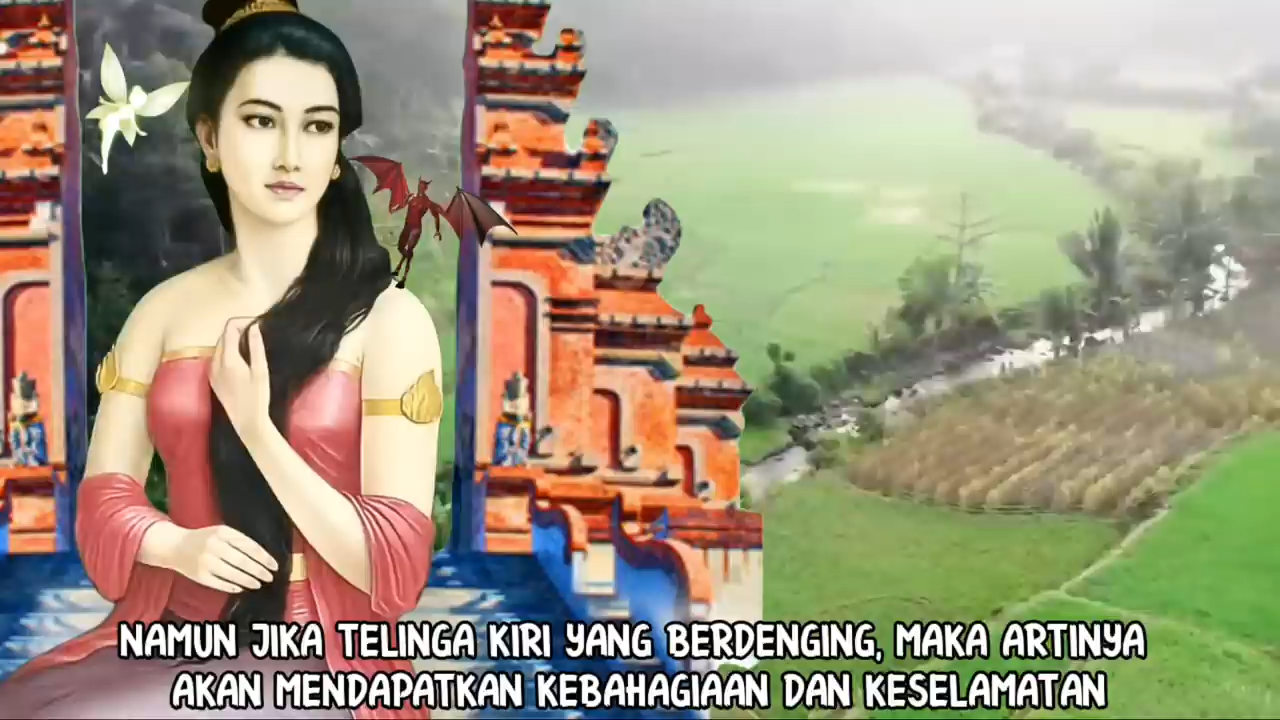 NAMUN JIKA TELINGA KIRI YANG BERDENGING, MAKA ARTINYA
AKAN MENDAPATKAN KEBAHAGIAAN DAN KESELAMATAN